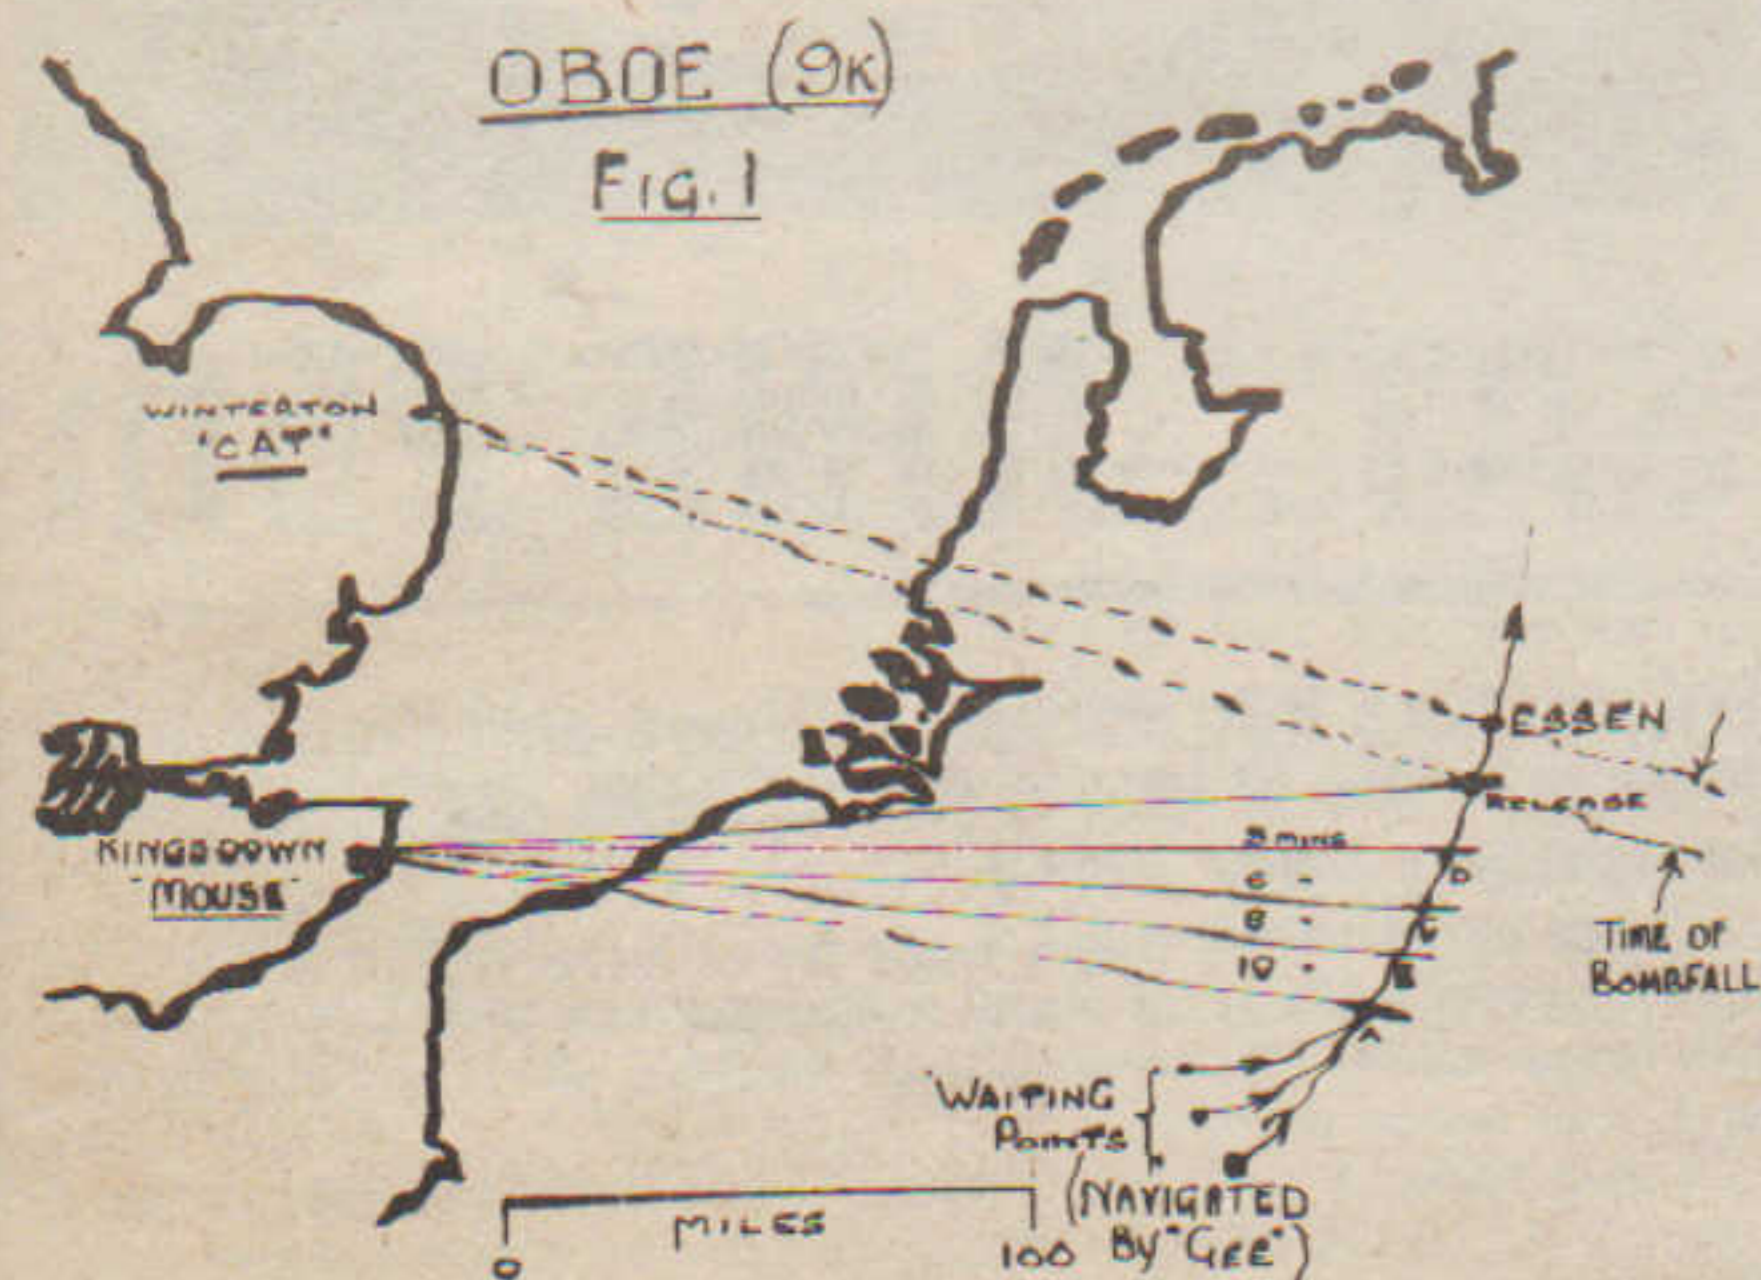 OBOE (9K)
FIG. 1
WINTERTON
"CAT"
ESSEN
RELEASE
KINGSDOWN
"MOUSE"
3 MINS
6 "
8 "
10 "
D
C
B
A
TIME OF
BOMBFALL
WAITING
POINTS
(NAVIGATED
BY "GEE")
MILES
0
100